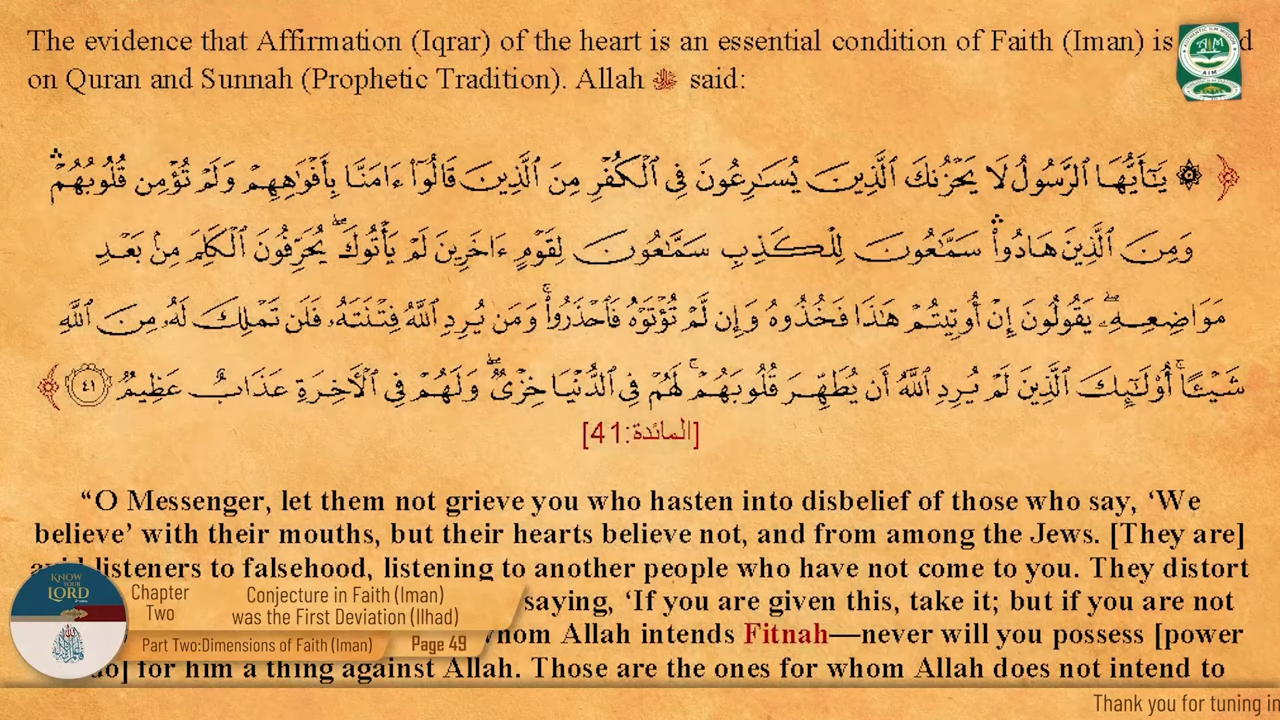 The evidence that Affirmation (Iqrar) of the heart is an essential condition of Faith (Iman) is
on Quran and Sunnah (Prophetic Tradition). Allah ﷻ said:
﴿ ۞ يَـٰٓأَيُّهَا ٱلرَّسُولُ لَا يَحْزُنكَ ٱلَّذِينَ يُسَـٰرِعُونَ فِى ٱلْكُفْرِ مِنَ ٱلَّذِينَ قَالُوٓا۟ ءَامَنَّا بِأَفْوَٰهِهِمْ وَلَمْ تُؤْمِن قُلُوبُهُمْ ۛ
وَمِنَ ٱلَّذِينَ هَادُوا۟ ۛ سَمَّـٰعُونَ لِلْكَذِبِ سَمَّـٰعُونَ لِقَوْمٍ ءَاخَرِينَ لَمْ يَأْتُوكَ ۖ يُحَرِّفُونَ ٱلْكَلِمَ مِنۢ بَعْدِ
مَوَاضِعِهِۦ ۖ يَقُولُونَ إِنْ أُوتِيتُمْ هَـٰذَا فَخُذُوهُ وَإِن لَّمْ تُؤْتَوْهُ فَٱحْذَرُوا۟ ۚ وَمَن يُرِدِ ٱللَّهُ فِتْنَتَهُۥ فَلَن تَمْلِكَ لَهُۥ مِنَ ٱللَّهِ
شَيْـًٔا ۚ أُو۟لَـٰٓئِكَ ٱلَّذِينَ لَمْ يُرِدِ ٱللَّهُ أَن يُطَهِّرَ قُلُوبَهُمْ ۚ لَهُمْ فِى ٱلدُّنْيَا خِزْىٌ ۖ وَلَهُمْ فِى ٱلْـَٔاخِرَةِ عَذَابٌ عَظِيمٌ ٤١ ﴾
[المائدة:41]
“O Messenger, let them not grieve you who hasten into disbelief of those who say, ‘We
believe’ with their mouths, but their hearts believe not, and from among the Jews. [They are]
listeners to falsehood, listening to another people who have not come to you. They distort
saying, ‘If you are given this, take it; but if you are not
whom Allah intends Fitnah—never will you possess [power
for him a thing against Allah. Those are the ones for whom Allah does not intend to
KNOW
YOUR
LORD
Chapter
Two
Conjecture in Faith (Iman)
was the First Deviation (Ilhad)
Part Two:Dimensions of Faith (Iman)
Page 49
AIM
Thank you for tuning in